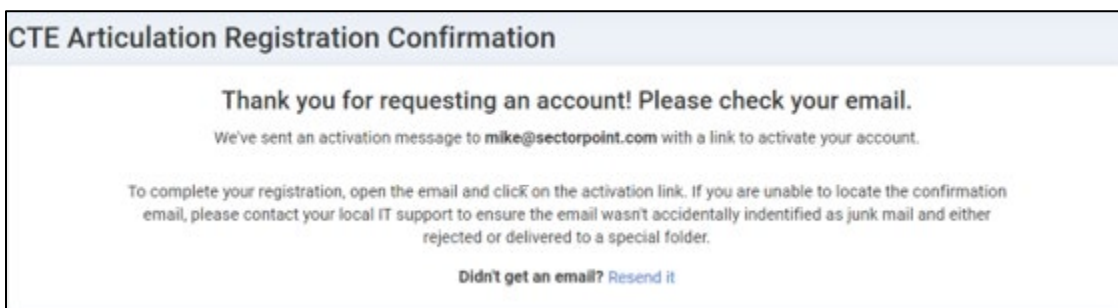 CTE Articulation Registration Confirmation
Thank you for requesting an account! Please check your email.
We've sent an activation message to mike@sectorpoint.com with a link to activate your account.
To complete your registration, open the email and click on the activation link. If you are unable to locate the confirmation
email, please contact your local IT support to ensure the email wasn't accidentally indentified as junk mail and either
rejected or delivered to a special folder.
Didn't get an email? Resend it